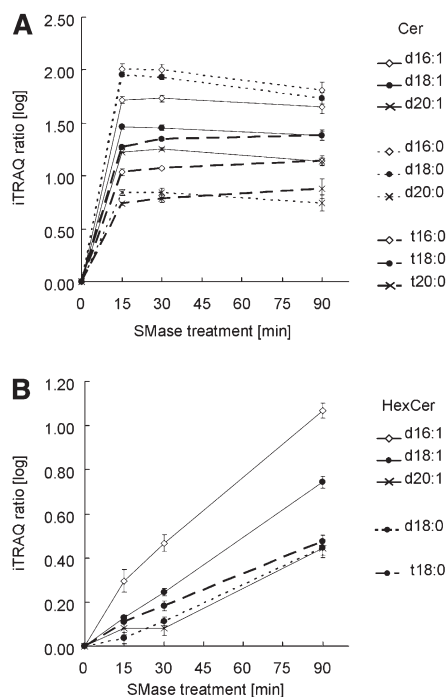 A
iTRAQ ratio [log]
2.50
2.00
1.50
1.00
0.50
0.00
0 15 30 45 60 75 90
SMase treatment [min]
Cer
d16:1
d18:1
d20:1
d16:0
d18:0
d20:0
t16:0
t18:0
t20:0
B
iTRAQ ratio [log]
1.20
1.00
0.80
0.60
0.40
0.20
0.00
0 15 30 45 60 75 90
SMase treatment [min]
HexCer
d16:1
d18:1
d20:1
d18:0
t18:0